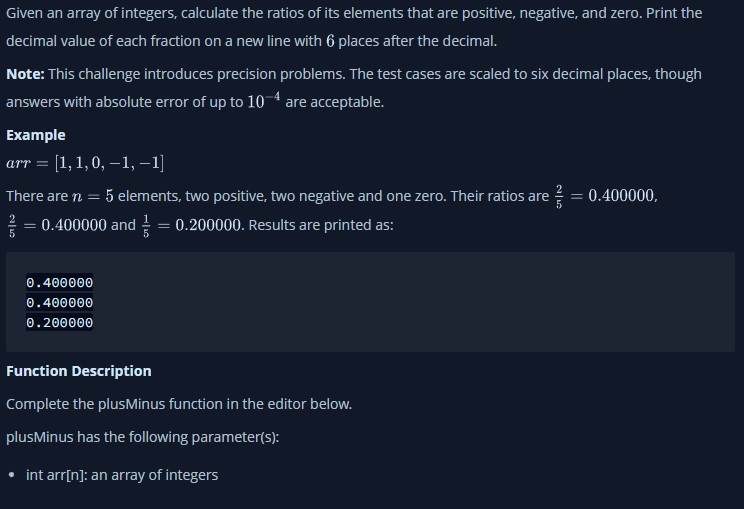 Given an array of integers, calculate the ratios of its elements that are positive, negative, and zero. Print the
decimal value of each fraction on a new line with 6 places after the decimal.
Note: This challenge introduces precision problems. The test cases are scaled to six decimal places, though
answers with absolute error of up to 10⁻⁴ are acceptable.
Example
arr = [1, 1, 0, −1, −1]
There are n = 5 elements, two positive, two negative and one zero. Their ratios are 2/5 = 0.400000,
2/5 = 0.400000 and 1/5 = 0.200000. Results are printed as:
0.400000
0.400000
0.200000
Function Description
Complete the plusMinus function in the editor below.
plusMinus has the following parameter(s):
• int arr[n]: an array of integers